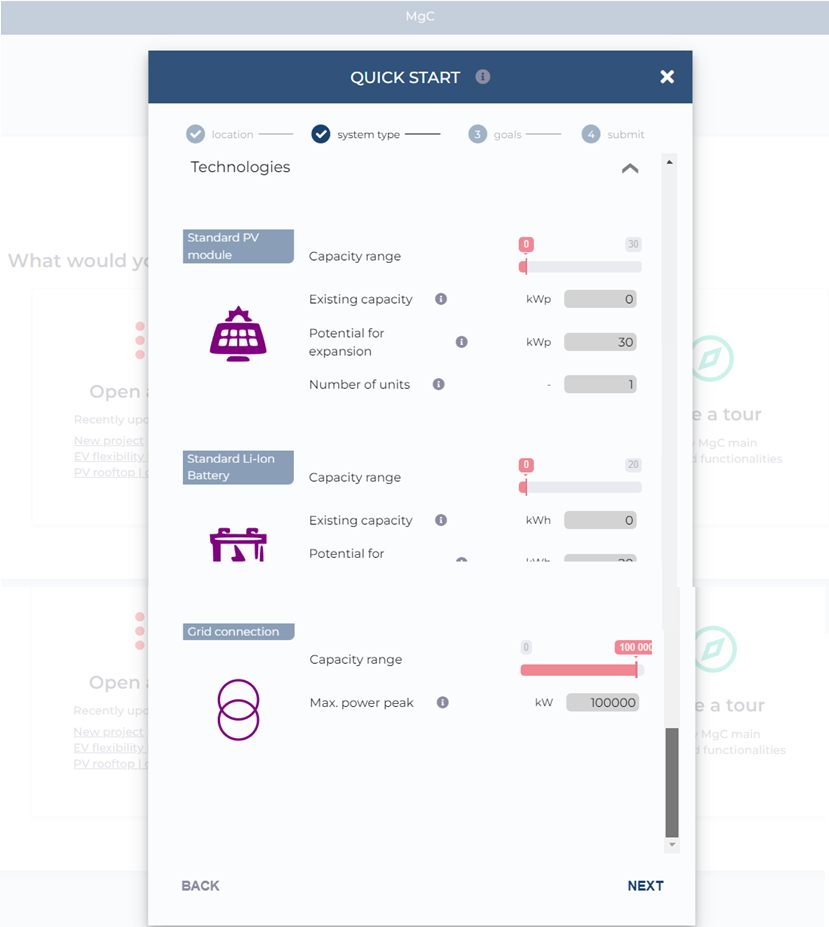 MgC
QUICK START
location
system type
3 goals
4 submit
Technologies
What would yo
Standard PV
module
Capacity range
0
30
Existing capacity
kWp
0
Potential for
expansion
kWp
30
Number of units
-
1
Open a
Recently upd
New project
EV flexibility
PV rooftop | c
e a tour
MgC main
d functionalities
Standard Li-Ion
Battery
Capacity range
0
20
Existing capacity
kWh
0
Potential for
kWh
20
Grid connection
Capacity range
0
100 000
Max. power peak
kW
100000
Open a
Recently upd
New project
EV flexibility
PV rooftop | c
e a tour
MgC main
d functionalities
BACK
NEXT